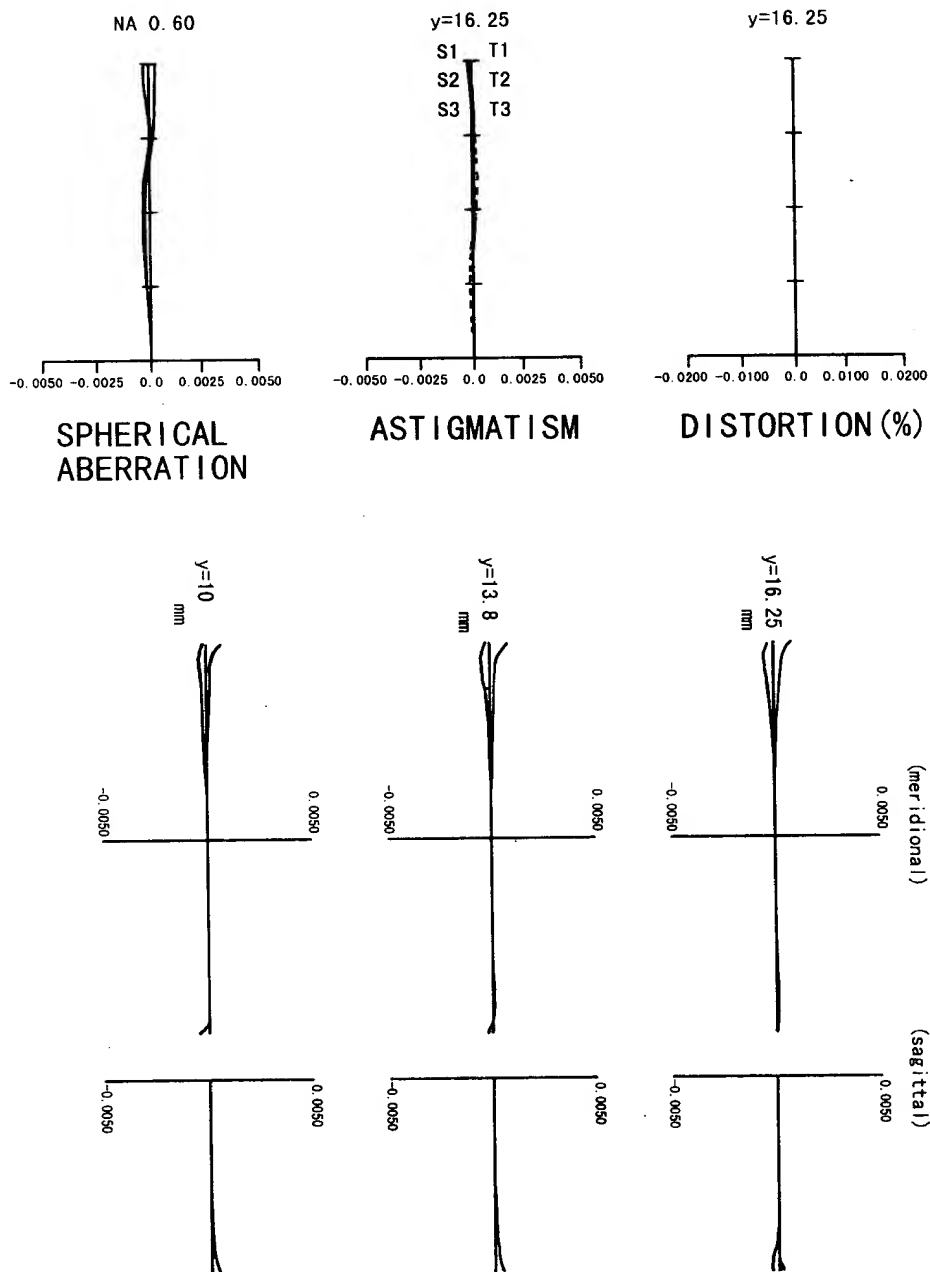 NA 0.60
y=16.25
y=16.25
S1 T1
S2 T2
S3 T3
-0.0050 -0.0025 0.0 0.0025 0.0050
-0.0050 -0.0025 0.0 0.0025 0.0050
-0.0200 -0.0100 0.0 0.0100 0.0200
SPHERICAL
ABERRATION
ASTIGMATISM
DISTORTION (%)
y=10
mm
y=13.8
mm
y=16.25
mm
-0.0050
0.0050
-0.0050
0.0050
-0.0050
0.0050
(meridional)
-0.0050
0.0050
-0.0050
0.0050
-0.0050
0.0050
(sagittal)